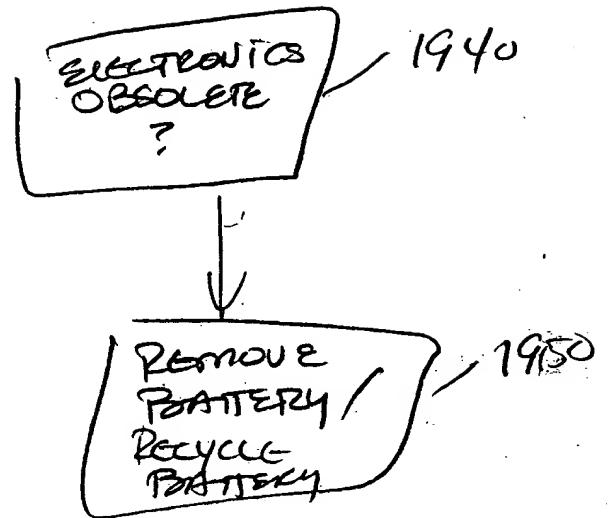 ELECTRONICS
OBSOLETE
?
1940
REMOVE
BATTERY /
RECYCLE
BATTERY
1950